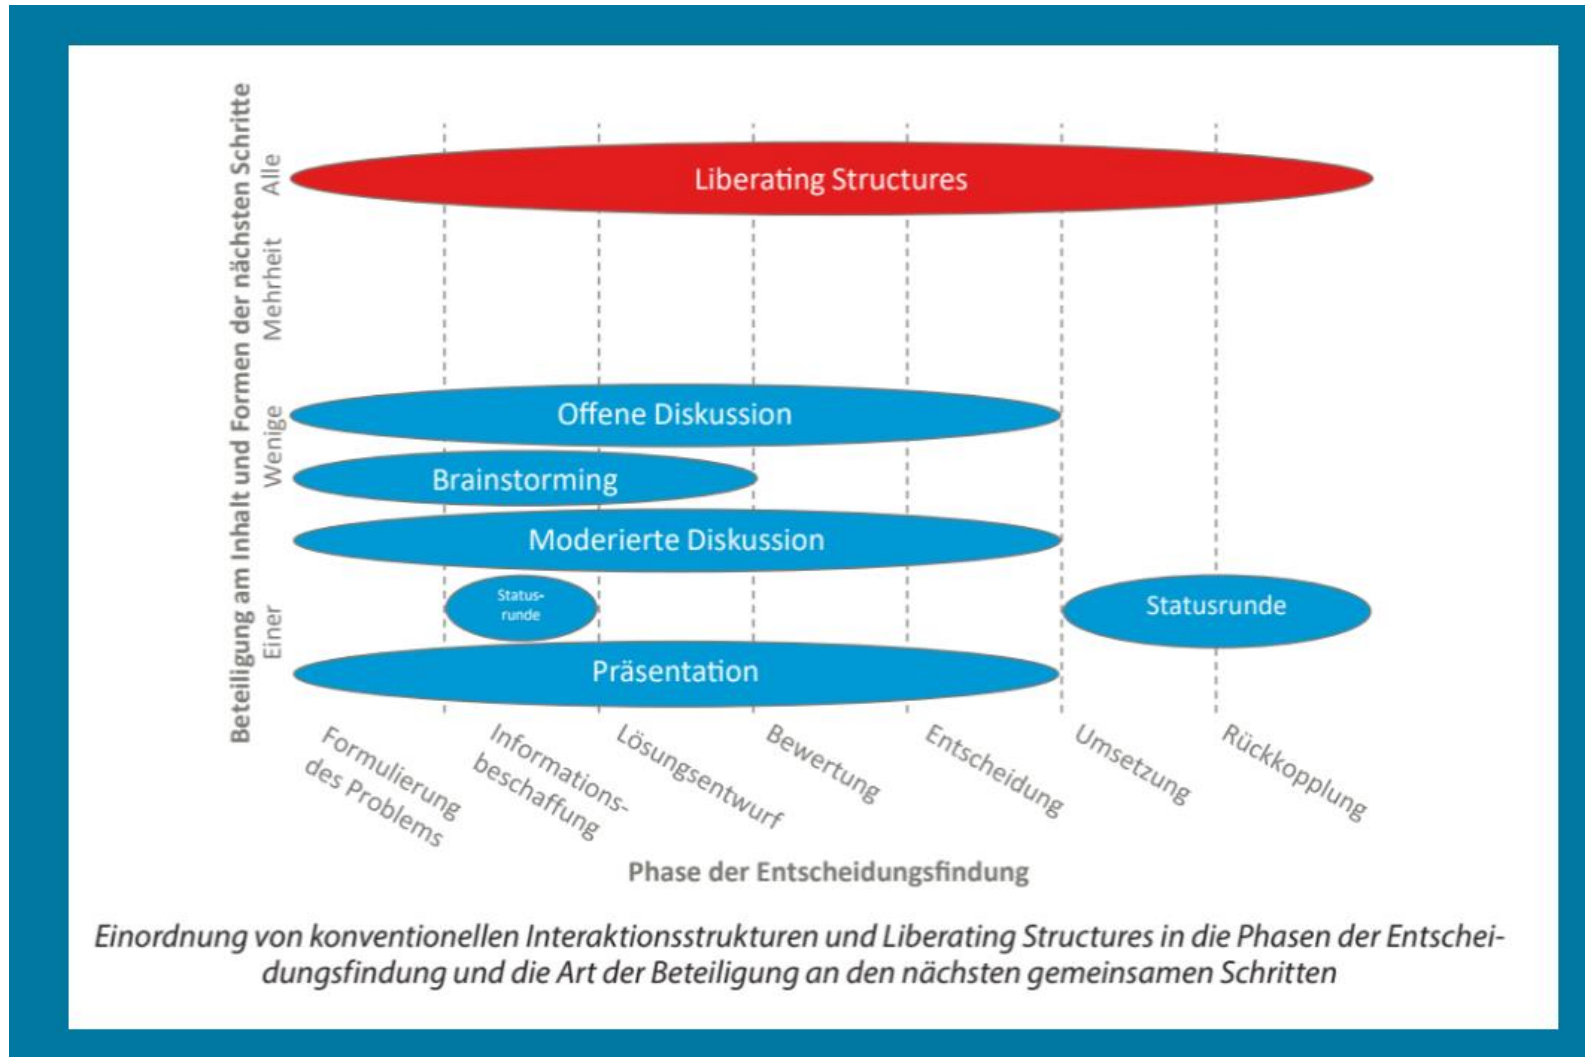 Beteiligung am Inhalt und Formen der nächsten Schritte
Alle
Mehrheit
Wenige
Einer
Liberating Structures
Offene Diskussion
Brainstorming
Moderierte Diskussion
Status-
runde
Statusrunde
Präsentation
Formulierung
des Problems
Informations-
beschaffung
Lösungsentwurf
Bewertung
Entscheidung
Umsetzung
Rückkopplung
Phase der Entscheidungsfindung
Einordnung von konventionellen Interaktionsstrukturen und Liberating Structures in die Phasen der Entschei-
dungsfindung und die Art der Beteiligung an den nächsten gemeinsamen Schritten